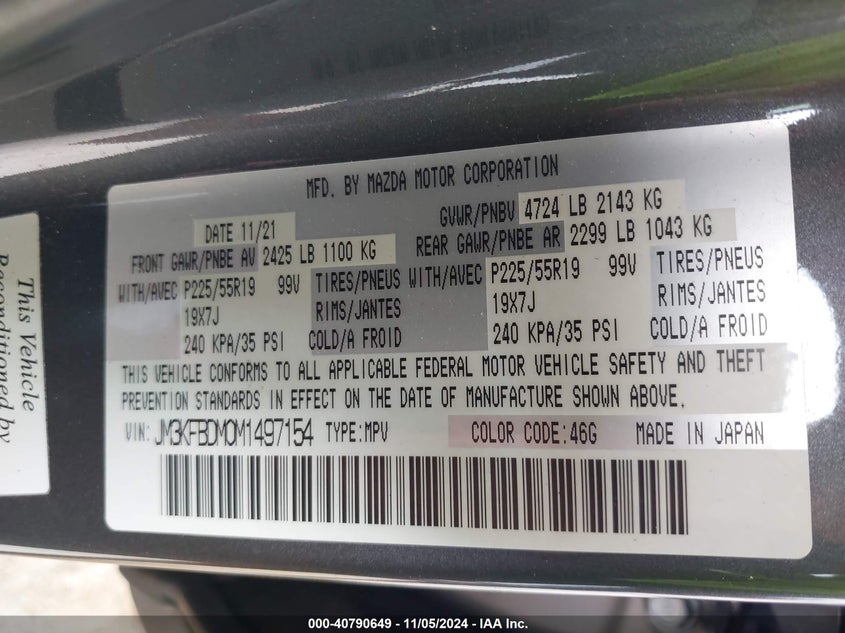 MFD. BY MAZDA MOTOR CORPORATION
DATE 11/21 GVWR/PNBV 4724 LB 2143 KG
FRONT GAWR/PNBE AV 2425 LB 1100 KG REAR GAWR/PNBE AR 2299 LB 1043 KG
WITH/AVEC P225/55R19 99V TIRES/PNEUS WITH/AVEC P225/55R19 99V TIRES/PNEUS
19X7J RIMS/JANTES 19X7J RIMS/JANTES
240 KPA/35 PSI COLD/A FROID 240 KPA/35 PSI COLD/A FROID
THIS VEHICLE CONFORMS TO ALL APPLICABLE FEDERAL MOTOR VEHICLE SAFETY AND THEFT
PREVENTION STANDARDS IN EFFECT ON THE DATE OF MANUFACTURE SHOWN ABOVE.
VIN: JM3KFBDM0M1497154 TYPE:MPV COLOR CODE:46G MADE IN JAPAN
This Vehicle
Reconditioned by
000-40790649 - 11/05/2024 - IAA Inc.